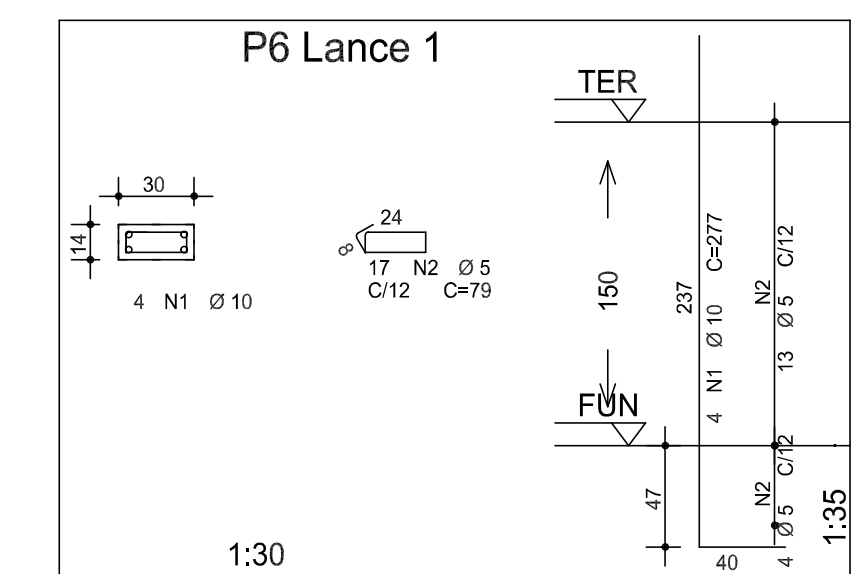 P6 Lance 1
TER
30
14
4 N1 Ø 10
24
8
17 N2 Ø 5
C/12 C=79
150
237
4 N1 Ø 10 C=277
N2
13 Ø 5 C/12
FUN
47
N2
4 Ø 5 C/12
40
1:30
1:35